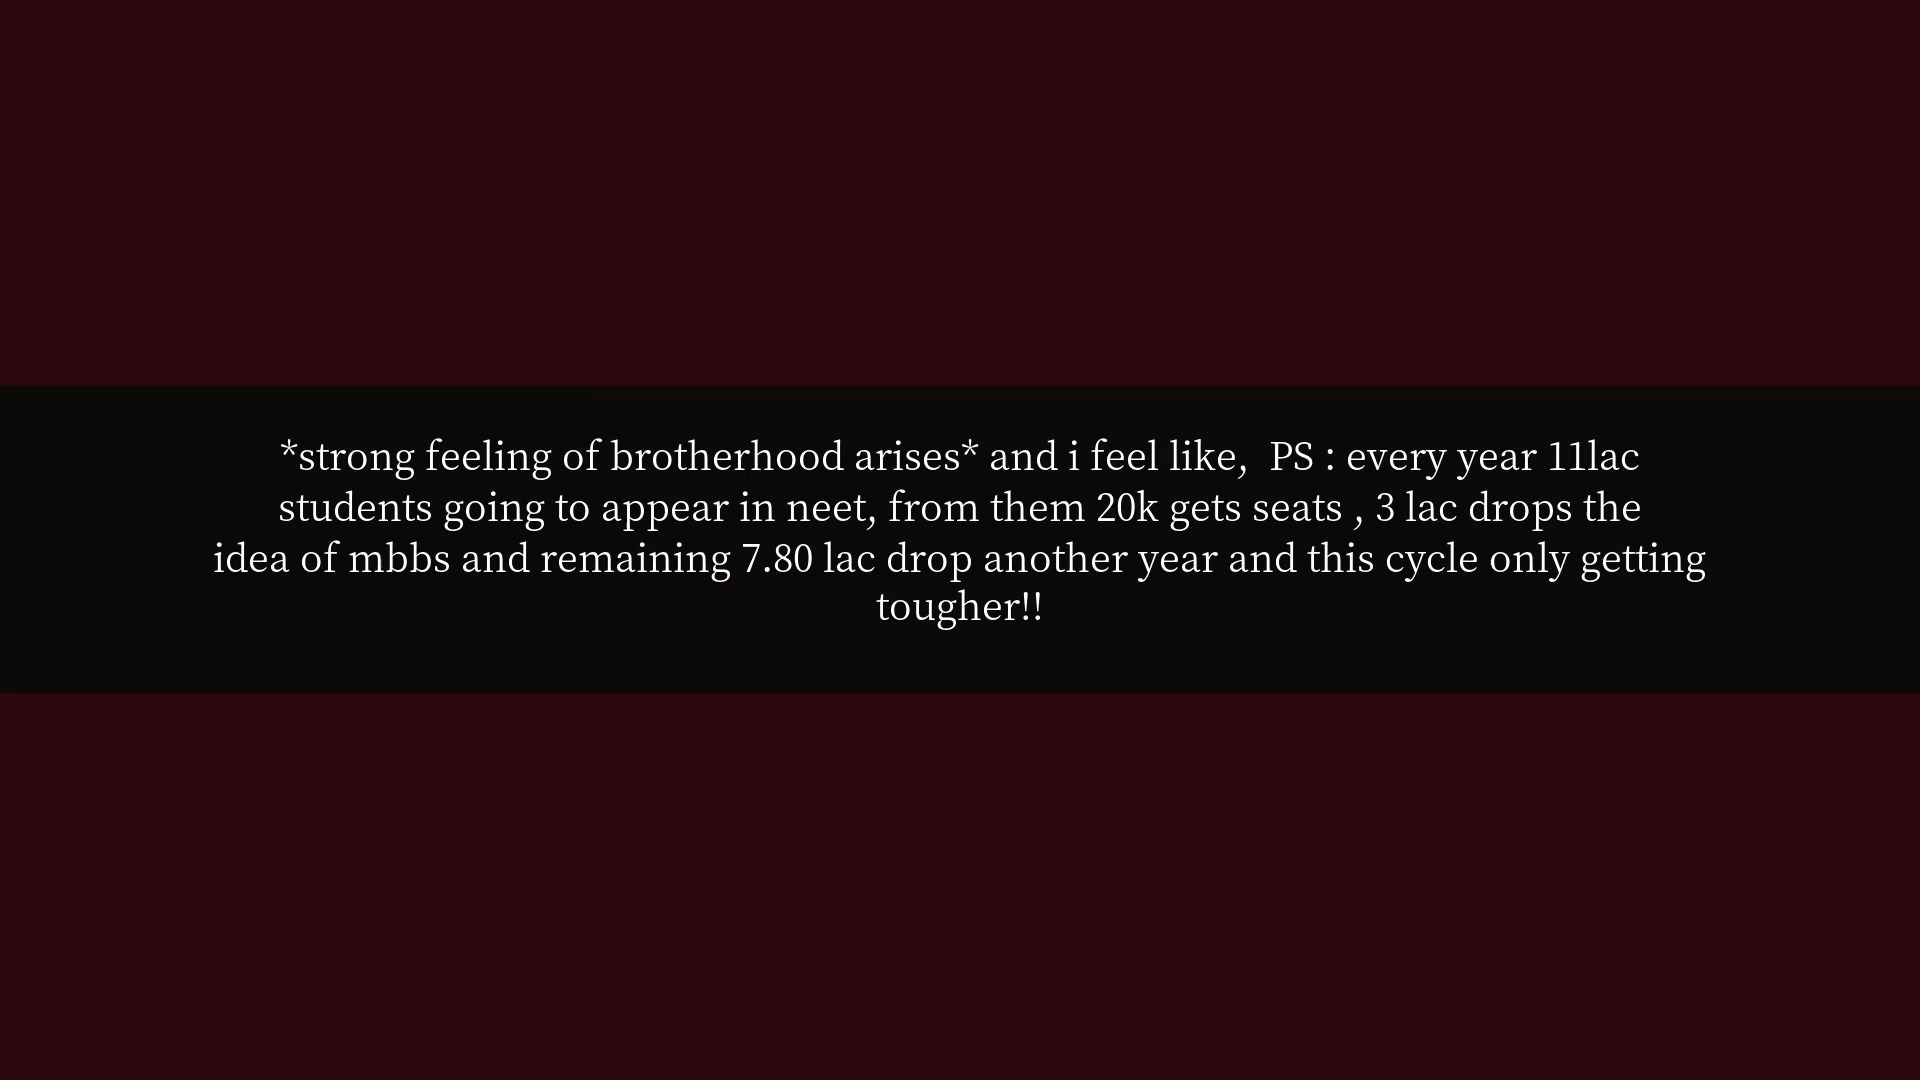 *strong feeling of brotherhood arises* and i feel like,  PS : every year 11lac
students going to appear in neet, from them 20k gets seats , 3 lac drops the
idea of mbbs and remaining 7.80 lac drop another year and this cycle only getting
tougher!!